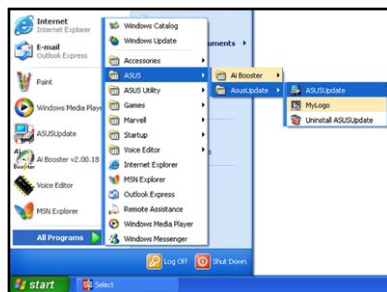 Internet
Internet Explorer
E-mail
Outlook Express
Paint
Windows Media Playe
ASUSUpdate
Ai Booster v2.00.18
Voice Editor
MSN Explorer
All Programs
Windows Catalog
Windows Update
Accessories
ASUS
ASUS Utility
Games
Marvell
Startup
Voice Editor
Internet Explorer
MSN Explorer
Outlook Express
Remote Assistance
Windows Media Player
Windows Messenger
uments
Ai Booster
AsusUpdate
ASUSUpdate
MyLogo
Uninstall ASUSUpdate
Log Off
Shut Down
start
Select